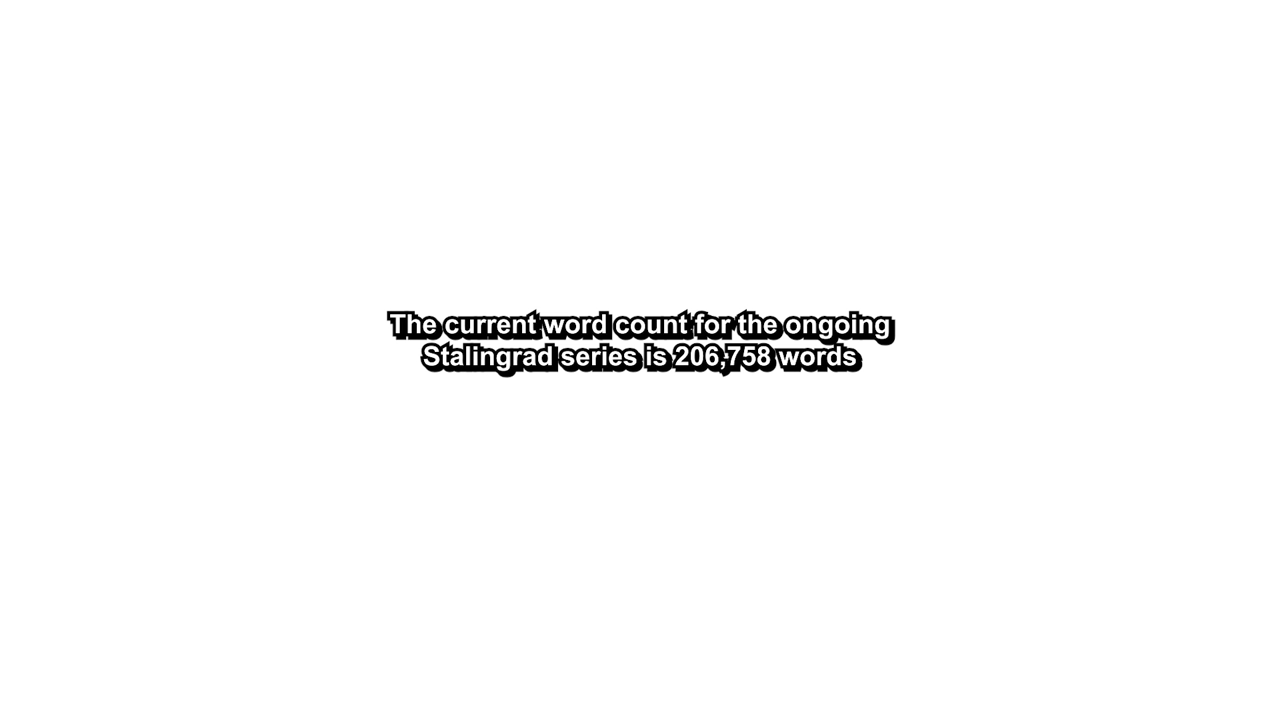 The current word count for the ongoing
Stalingrad series is 206,758 words